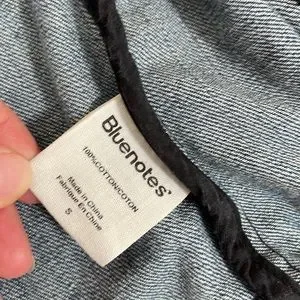 Bluenotes'
100%COTTON/COTON
Made in China
Fabriqué En Chine
S